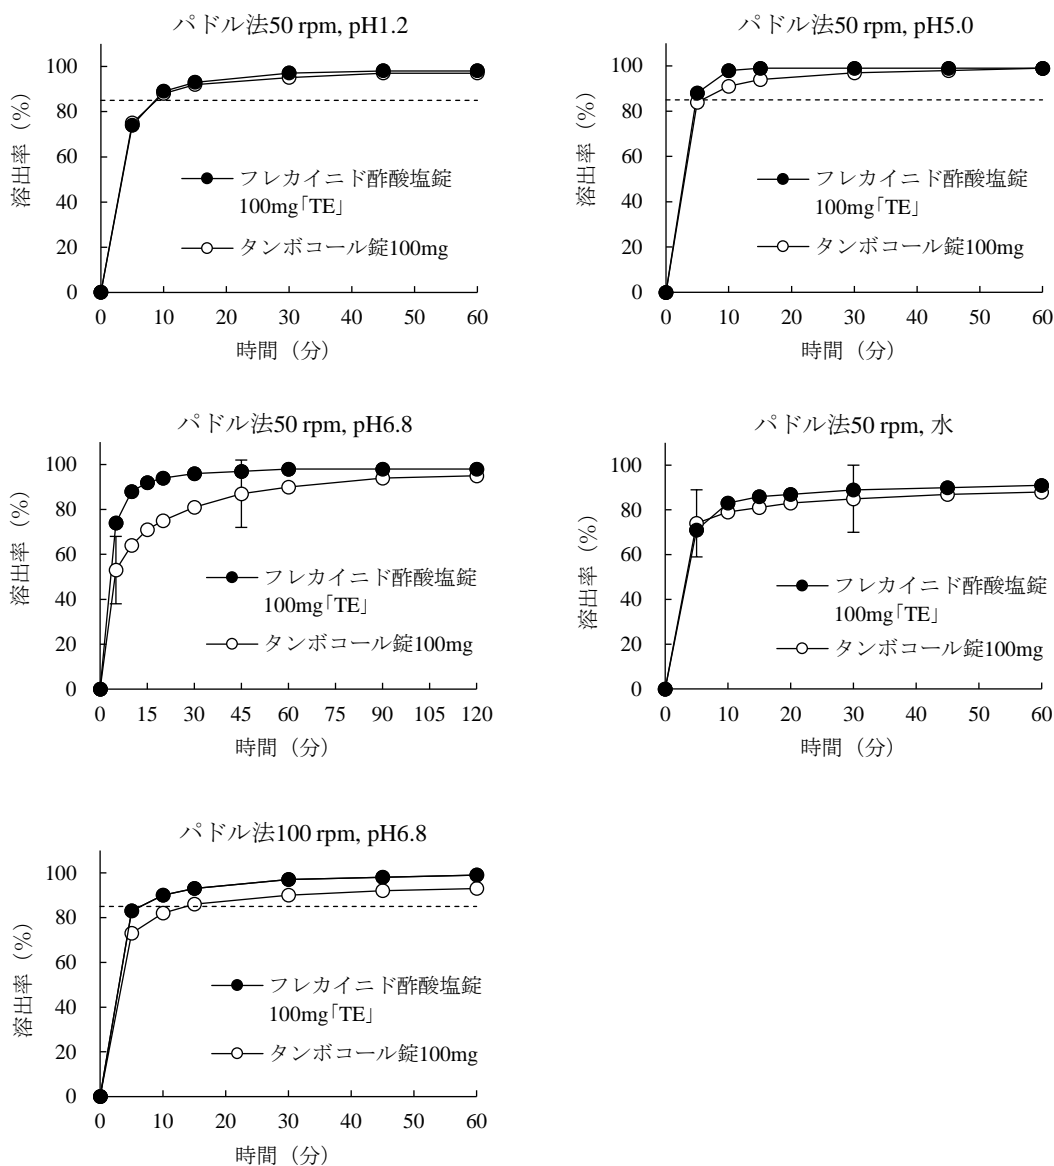 パドル法50 rpm, pH1.2
溶出率（%）
100
80
60
40
20
0
フレカイニド酢酸塩錠
100mg｢TE｣
タンボコール錠100mg
0 10 20 30 40 50 60
時間（分）
パドル法50 rpm, pH5.0
溶出率（%）
100
80
60
40
20
0
フレカイニド酢酸塩錠
100mg｢TE｣
タンボコール錠100mg
0 10 20 30 40 50 60
時間（分）
パドル法50 rpm, pH6.8
溶出率（%）
100
80
60
40
20
0
フレカイニド酢酸塩錠
100mg｢TE｣
タンボコール錠100mg
0 15 30 45 60 75 90 105 120
時間（分）
パドル法50 rpm, 水
溶出率（%）
100
80
60
40
20
0
フレカイニド酢酸塩錠
100mg｢TE｣
タンボコール錠100mg
0 10 20 30 40 50 60
時間（分）
パドル法100 rpm, pH6.8
溶出率（%）
100
80
60
40
20
0
フレカイニド酢酸塩錠
100mg｢TE｣
タンボコール錠100mg
0 10 20 30 40 50 60
時間（分）